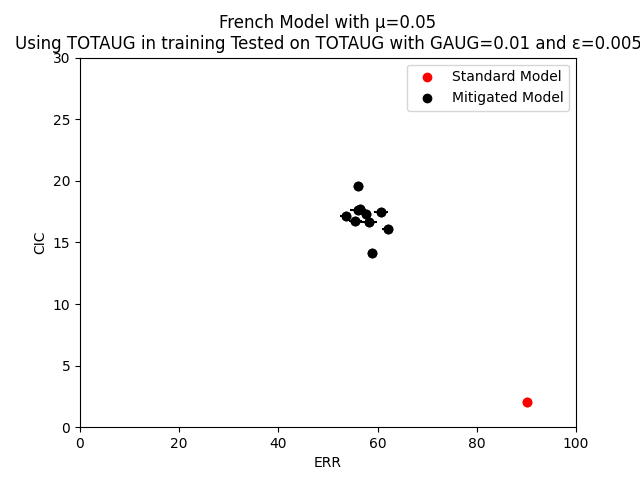 French Model with μ=0.05
Using TOTAUG in training Tested on TOTAUG with GAUG=0.01 and ε=0.005
30
25
20
15
10
5
0
CIC
Standard Model
Mitigated Model
0 20 40 60 80 100
ERR